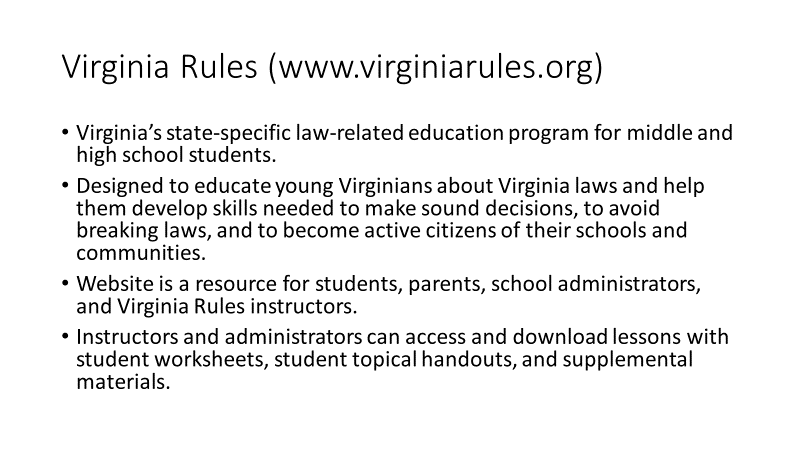 Virginia Rules (www.virginiarules.org)
• Virginia's state-specific law-related education program for middle and
high school students.
• Designed to educate young Virginians about Virginia laws and help
them develop skills needed to make sound decisions, to avoid
breaking laws, and to become active citizens of their schools and
communities.
• Website is a resource for students, parents, school administrators,
and Virginia Rules instructors.
• Instructors and administrators can access and download lessons with
student worksheets, student topical handouts, and supplemental
materials.